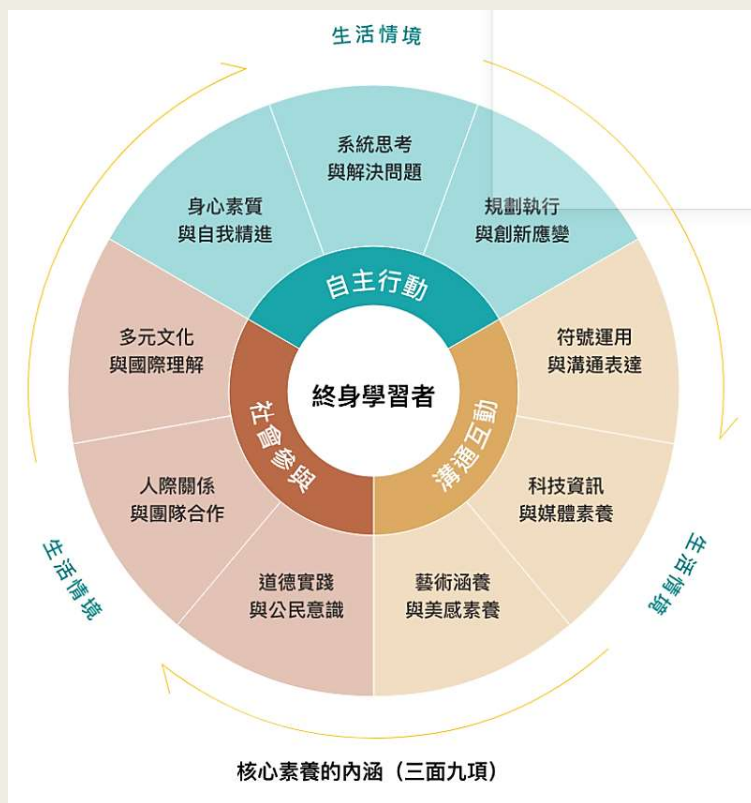 生活情境
系統思考
與解決問題
身心素質
與自我精進
規劃執行
與創新應變
自主行動
多元文化
與國際理解
符號運用
與溝通表達
終身學習者
社會參與
溝通互動
人際關係
與團隊合作
科技資訊
與媒體素養
生活情境
生活情境
道德實踐
與公民意識
藝術涵養
與美感素養
核心素養的內涵（三面九項）